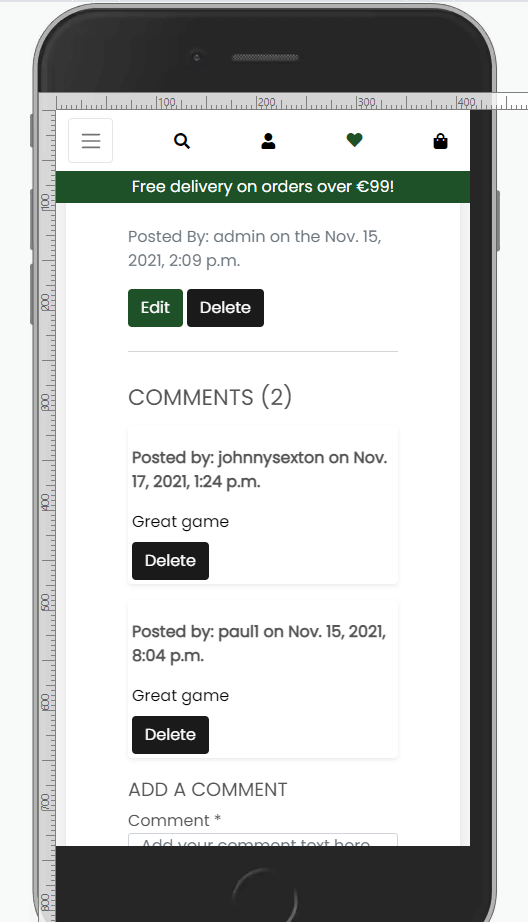 100
200
300
400
Free delivery on orders over €99!
Posted By: admin on the Nov. 15,
2021, 2:09 p.m.
Edit Delete
COMMENTS (2)
Posted by: johnnysexton on Nov.
17, 2021, 1:24 p.m.
Great game
Delete
Posted by: paul1 on Nov. 15, 2021,
8:04 p.m.
Great game
Delete
ADD A COMMENT
Comment *
Add your comment text here
100
200
300
400
500
600
700
800